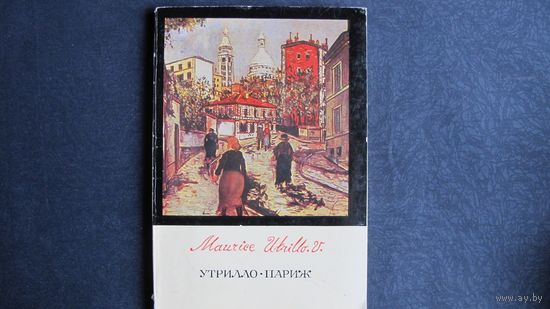 Maurice Utrillo. V.
УТРИЛЛО · ПАРИЖ
www.ay.by